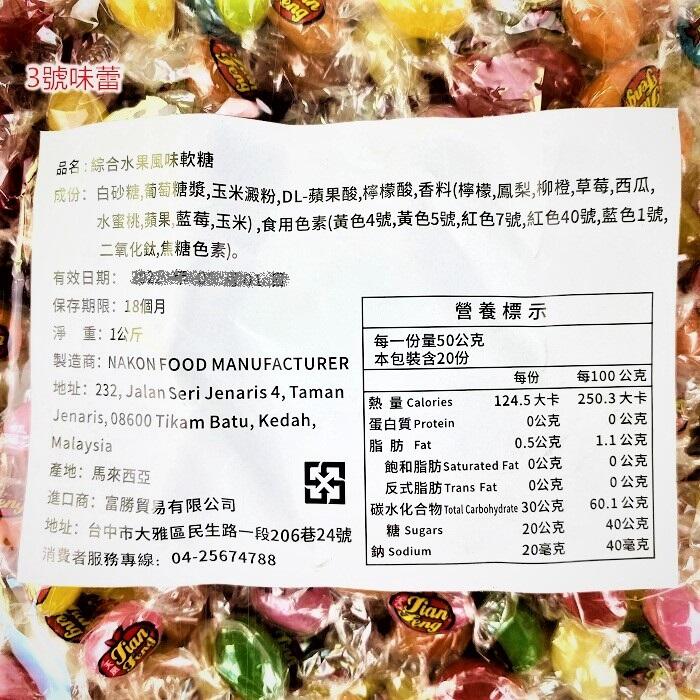 3號味蕾
品名：綜合水果風味軟糖
成份：白砂糖,葡萄糖漿,玉米澱粉,DL-蘋果酸,檸檬酸,香料(檸檬,鳳梨,柳橙,草莓,西瓜,
水蜜桃,蘋果,藍莓,玉米),食用色素(黃色4號,黃色5號,紅色7號,紅色40號,藍色1號,
二氧化鈦,焦糖色素)。
有效日期：
保存期限：18個月
淨 重：1公斤
製造商：NAKON FOOD MANUFACTURER
地址：232, Jalan Seri Jenaris 4, Taman
Jenaris, 08600 Tikam Batu, Kedah,
Malaysia
產地：馬來西亞
進口商：富勝貿易有限公司
地址：台中市大雅區民生路一段206巷24號
消費者服務專線：04-25674788
營養標示
每一份量50公克
本包裝含20份
每份 每100公克
熱量 Calories 124.5大卡 250.3大卡
蛋白質 Protein 0公克 0公克
脂肪 Fat 0.5公克 1.1公克
飽和脂肪 Saturated Fat 0公克 0公克
反式脂肪 Trans Fat 0公克 0公克
碳水化合物 Total Carbohydrate 30公克 60.1公克
糖 Sugars 20公克 40公克
鈉 Sodium 20毫克 40毫克
Tian
Feng
Tian
Feng